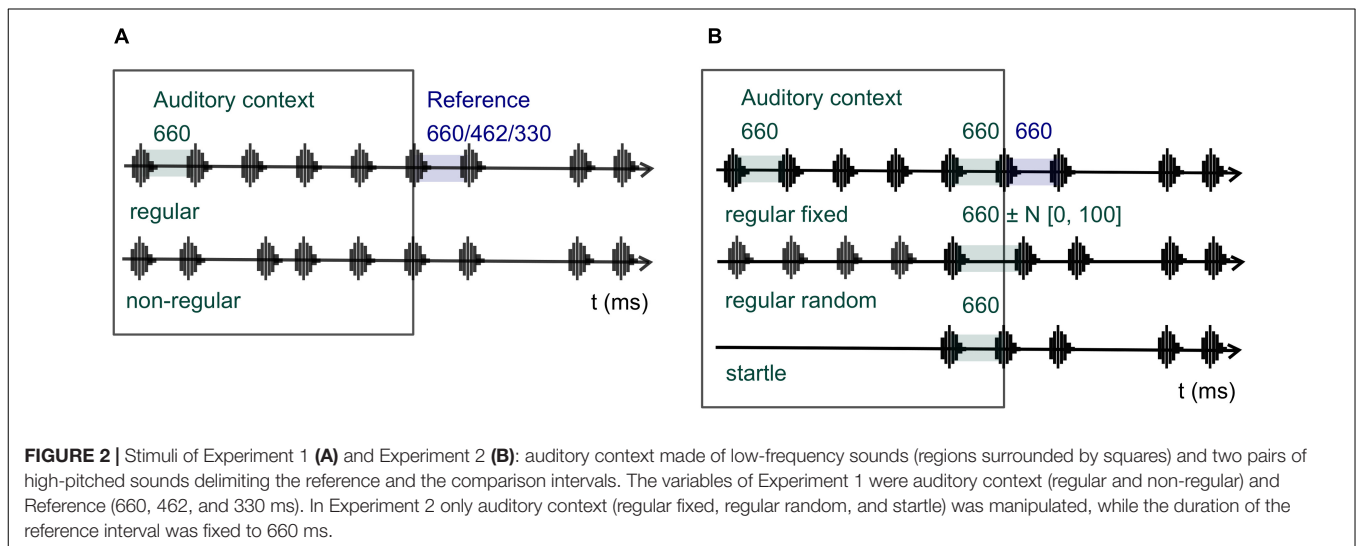 A
Auditory context
Reference
660
660/462/330
regular
non-regular
t (ms)
B
Auditory context
660
660
660
regular fixed
660 ± N [0, 100]
regular random
660
startle
t (ms)
FIGURE 2 | Stimuli of Experiment 1 (A) and Experiment 2 (B): auditory context made of low-frequency sounds (regions surrounded by squares) and two pairs of
high-pitched sounds delimiting the reference and the comparison intervals. The variables of Experiment 1 were auditory context (regular and non-regular) and
Reference (660, 462, and 330 ms). In Experiment 2 only auditory context (regular fixed, regular random, and startle) was manipulated, while the duration of the
reference interval was fixed to 660 ms.